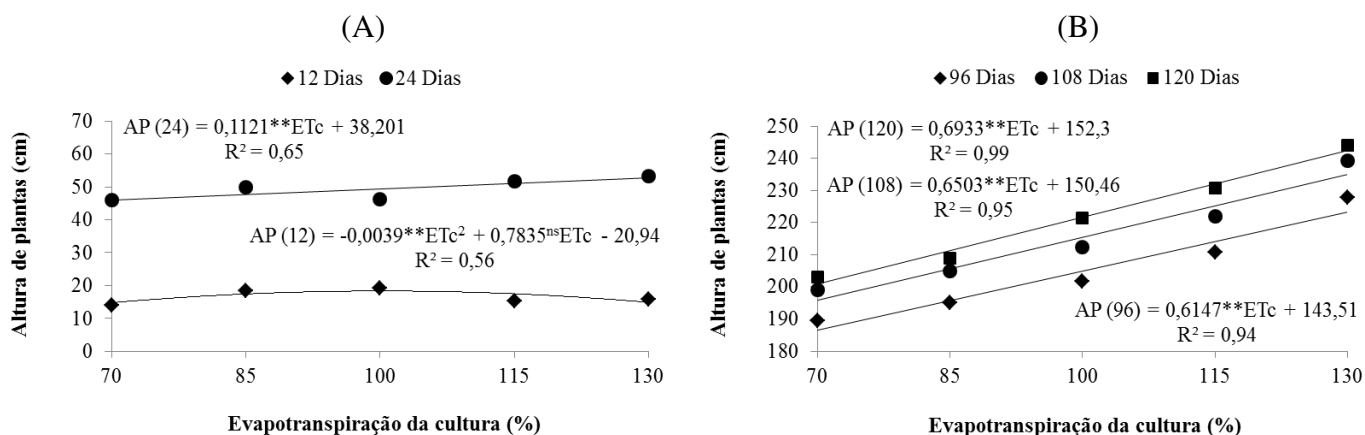 (A)
◆12 Dias ●24 Dias
Altura de plantas (cm)
70
60
50
40
30
20
10
0
AP (24) = 0,1121**ETc + 38,201
R² = 0,65
AP (12) = -0,0039**ETc² + 0,7835ⁿˢETc - 20,94
R² = 0,56
70 85 100 115 130
Evapotranspiração da cultura (%)
(B)
◆96 Dias ●108 Dias ■120 Dias
Altura de plantas (cm)
250
240
230
220
210
200
190
180
AP (120) = 0,6933**ETc + 152,3
R² = 0,99
AP (108) = 0,6503**ETc + 150,46
R² = 0,95
AP (96) = 0,6147**ETc + 143,51
R² = 0,94
70 85 100 115 130
Evapotranspiração da cultura (%)